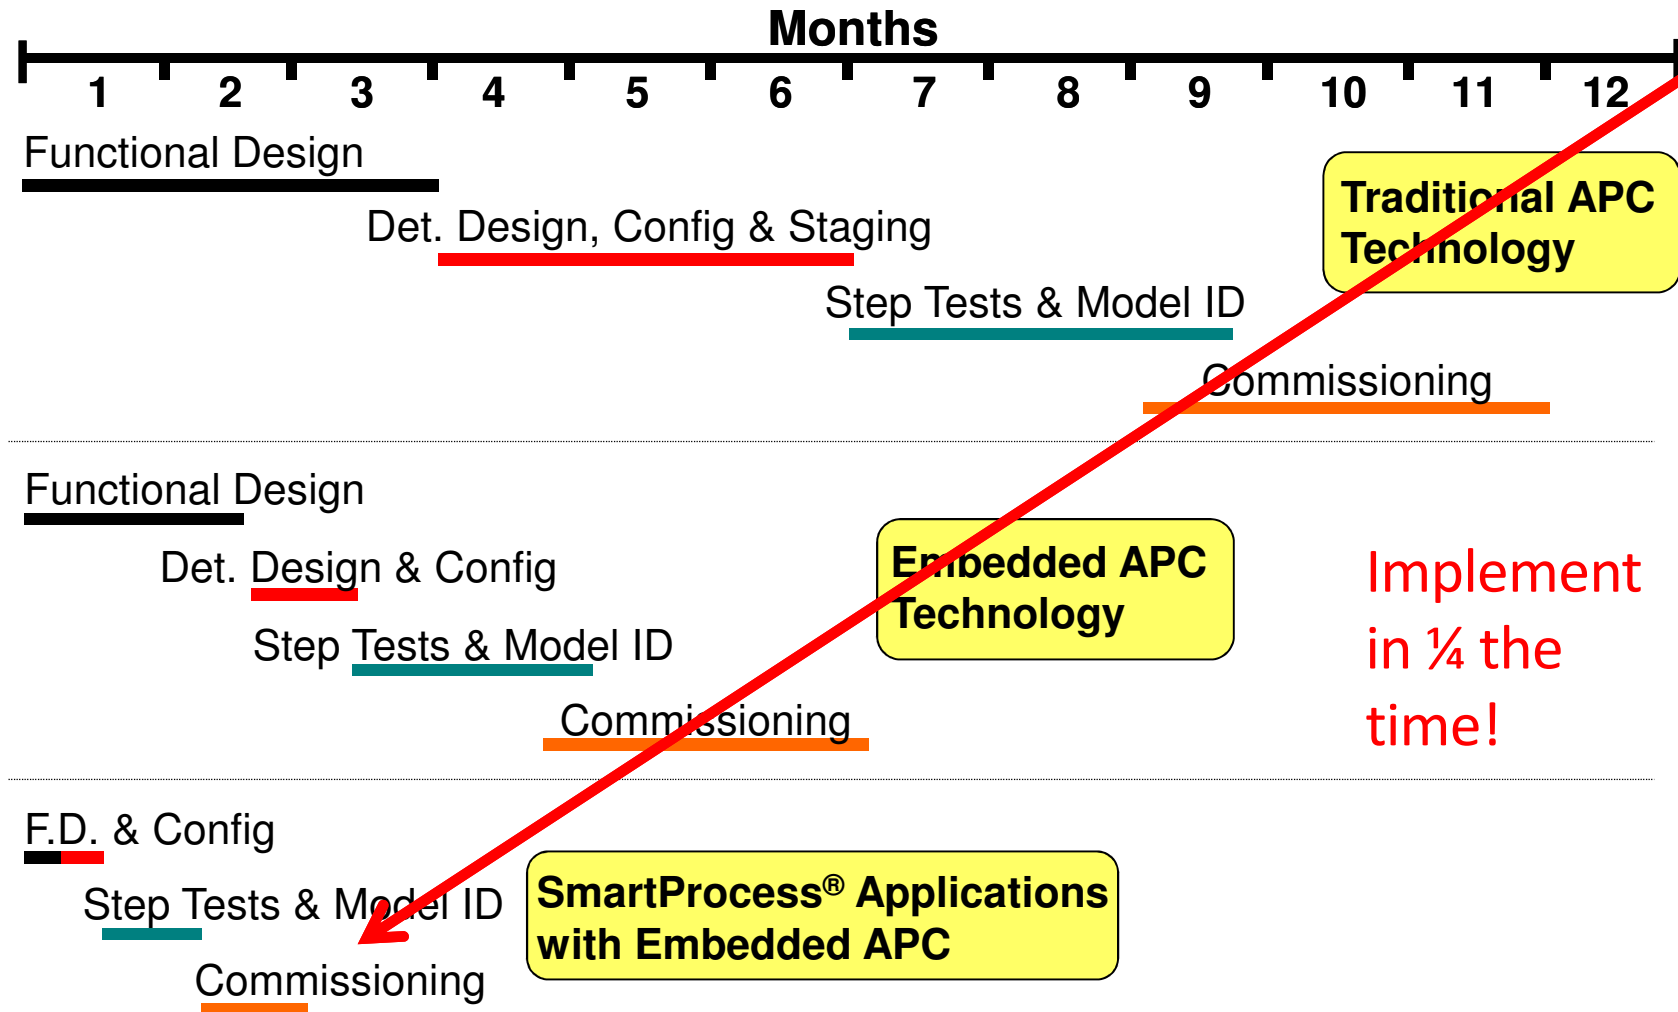 Months
1 2 3 4 5 6 7 8 9 10 11 12
Functional Design
Det. Design, Config & Staging
Step Tests & Model ID
Commissioning
Traditional APC
Technology
Functional Design
Det. Design & Config
Step Tests & Model ID
Commissioning
Embedded APC
Technology
Implement
in ¼ the
time!
F.D. & Config
Step Tests & Model ID
Commissioning
SmartProcess® Applications
with Embedded APC